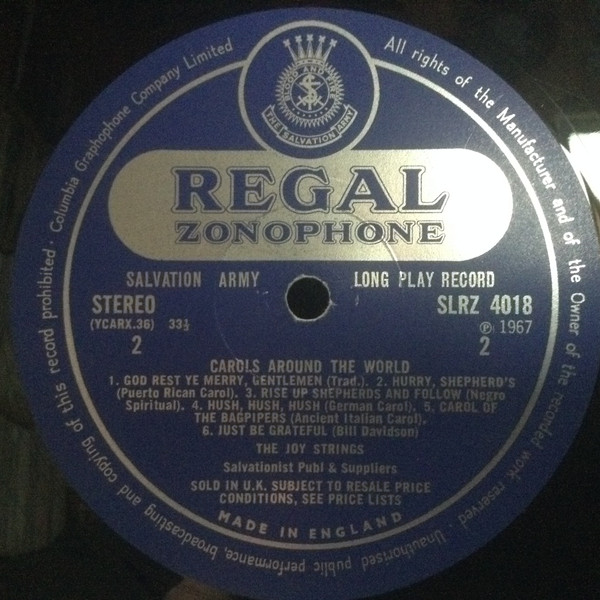 Unauthorised public performance, broadcasting and copying of this record prohibited · Columbia Graphophone Company Limited
All rights of the Manufacturer and of the Owner of the recorded work reserved ·
BLOOD AND FIRE
S
THE SALVATION ARMY
REGAL
ZONOPHONE
SALVATION ARMY LONG PLAY RECORD
STEREO SLRZ 4018
(YCARX.36) 33⅓ ℗ 1967
2 2
CAROLS AROUND THE WORLD
1. GOD REST YE MERRY, GENTLEMEN (Trad.). 2. HURRY, SHEPHERD'S
(Puerto Rican Carol). 3. RISE UP SHEPHERDS AND FOLLOW (Negro
Spiritual). 4. HUSH, HUSH, HUSH (German Carol). 5. CAROL OF
THE BAGPIPERS (Ancient Italian Carol).
6. JUST BE GRATEFUL (Bill Davidson)
THE JOY STRINGS
Salvationist Publ & Suppliers
SOLD IN U.K. SUBJECT TO RESALE PRICE
CONDITIONS, SEE PRICE LISTS
MADE IN ENGLAND